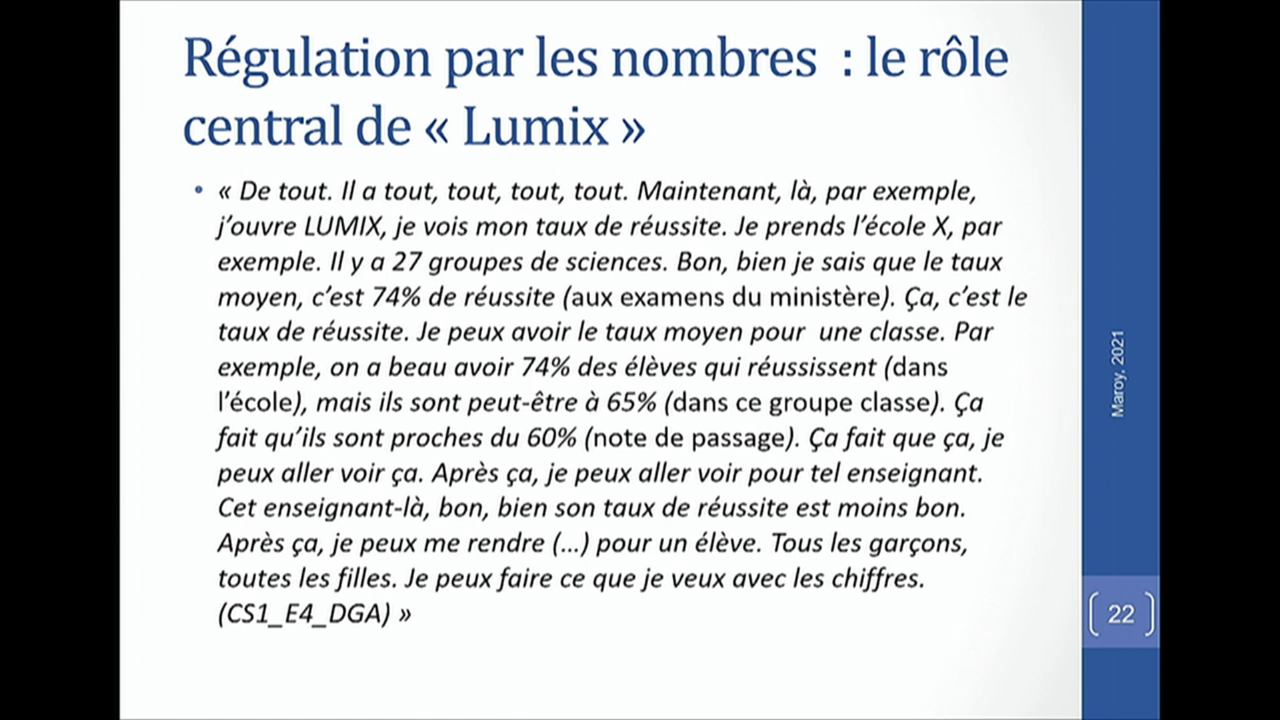 Régulation par les nombres  : le rôle
central de « Lumix »
• « De tout. Il a tout, tout, tout, tout. Maintenant, là, par exemple,
j’ouvre LUMIX, je vois mon taux de réussite. Je prends l’école X, par
exemple. Il y a 27 groupes de sciences. Bon, bien je sais que le taux
moyen, c’est 74% de réussite (aux examens du ministère). Ça, c’est le
taux de réussite. Je peux avoir le taux moyen pour  une classe. Par
exemple, on a beau avoir 74% des élèves qui réussissent (dans
l’école), mais ils sont peut-être à 65% (dans ce groupe classe). Ça
fait qu’ils sont proches du 60% (note de passage). Ça fait que ça, je
peux aller voir ça. Après ça, je peux aller voir pour tel enseignant.
Cet enseignant-là, bon, bien son taux de réussite est moins bon.
Après ça, je peux me rendre (…) pour un élève. Tous les garçons,
toutes les filles. Je peux faire ce que je veux avec les chiffres.
(CS1_E4_DGA) »
Maroy, 2021
22